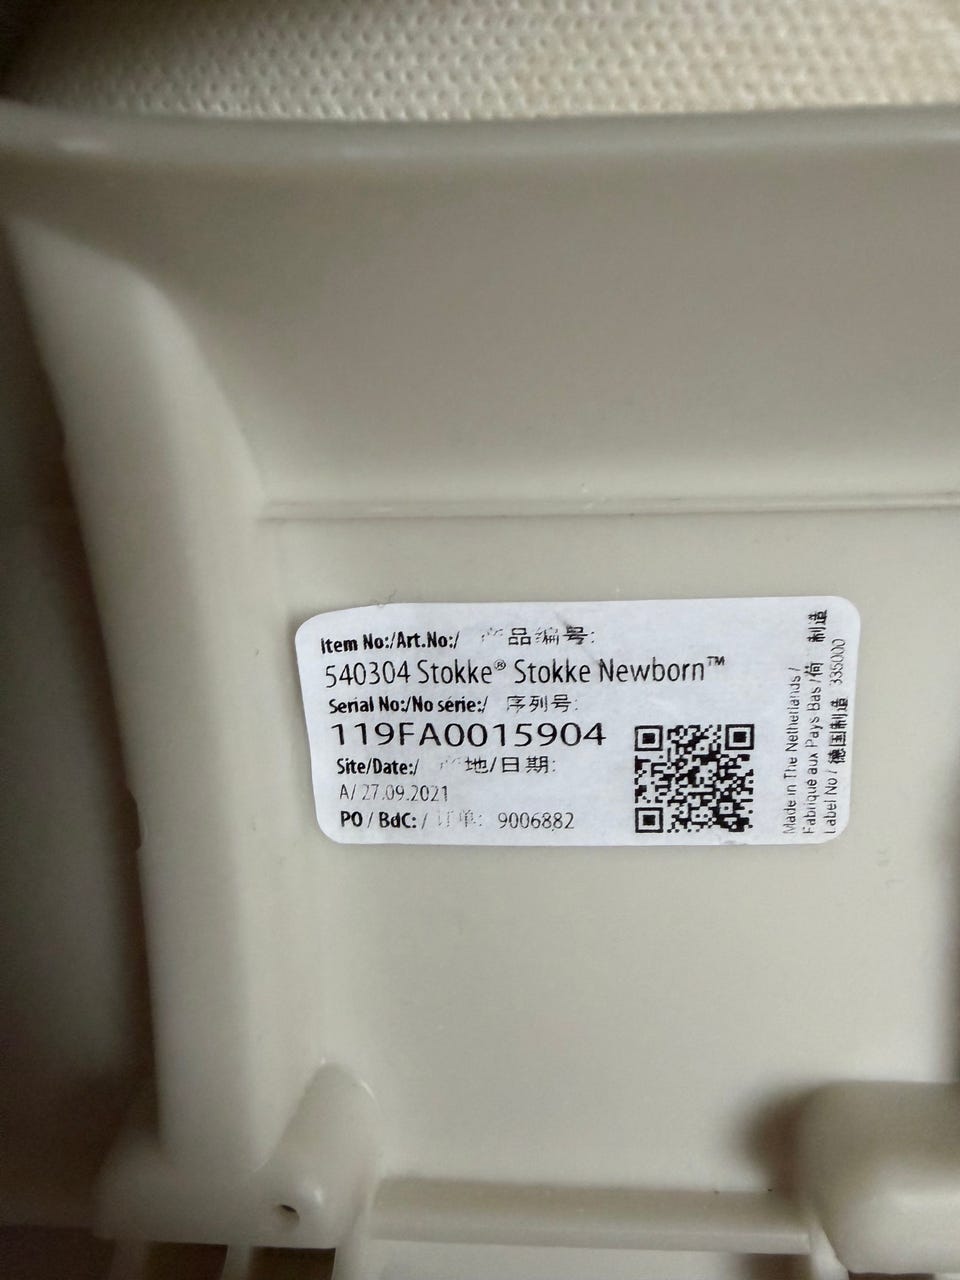 Item No:/Art.No:/ 产品编号:
540304 Stokke® Stokke Newborn™
Serial No:/No série:/ 序列号:
119FA0015904
Site/Date:/ 产地/日期:
A/ 27.09.2021
PO / BdC: / 订单: 9006882
Made in The Netherlands /
Fabriqué aux Pays Bas /荷 制造
Label No / 德国制造 335000